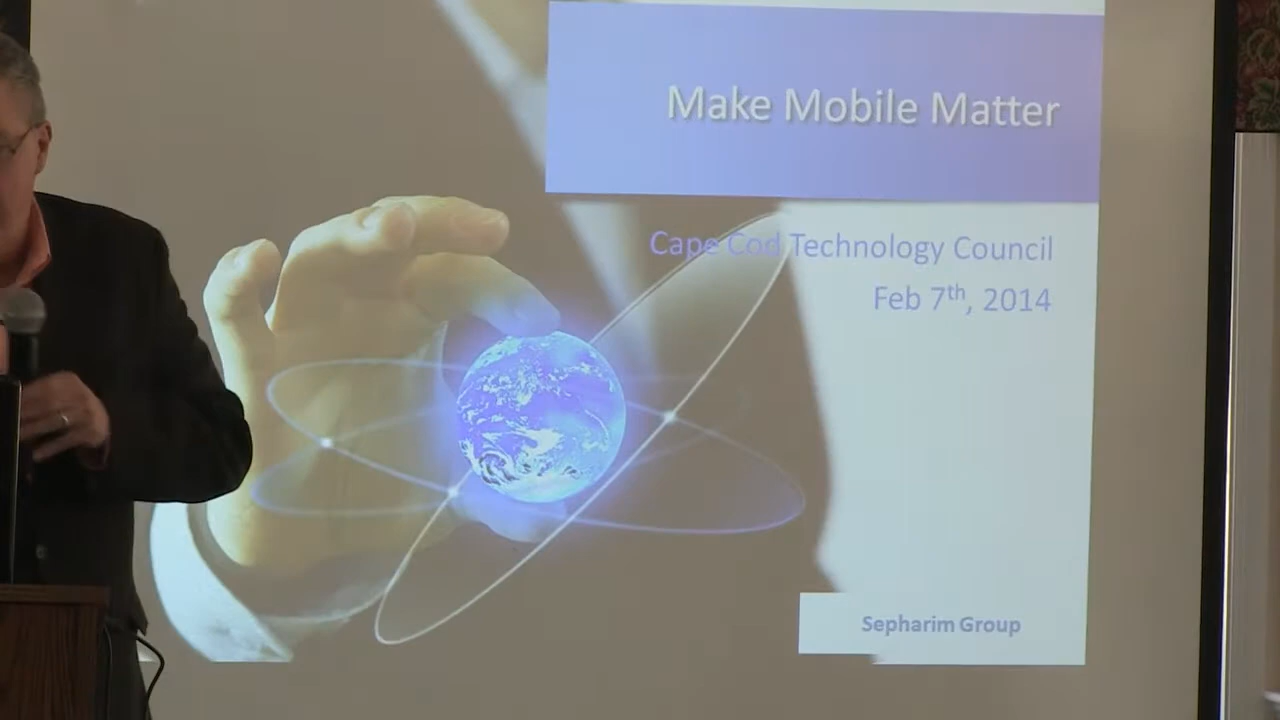 Make Mobile Matter
Cape Cod Technology Council
Feb 7th, 2014
Sepharim Group